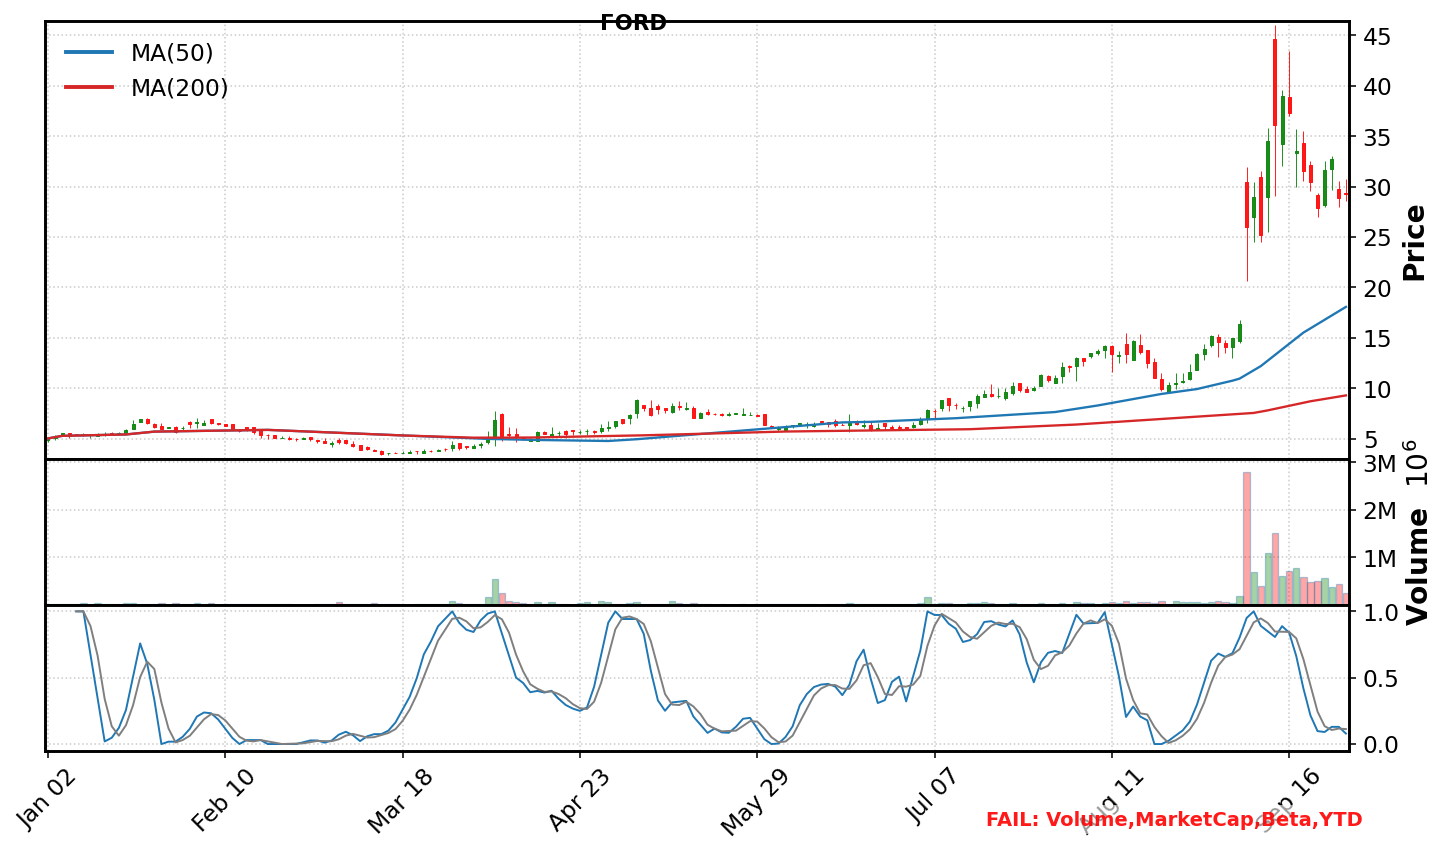 FORD
MA(50)
MA(200)
45
40
35
30
25
20
15
10
5
Price
3M
2M
1M
Volume 10^6
1.0
0.5
0.0
Jan 02
Feb 10
Mar 18
Apr 23
May 29
Jul 07
Aug 11
Sep 16
FAIL: Volume,MarketCap,Beta,YTD